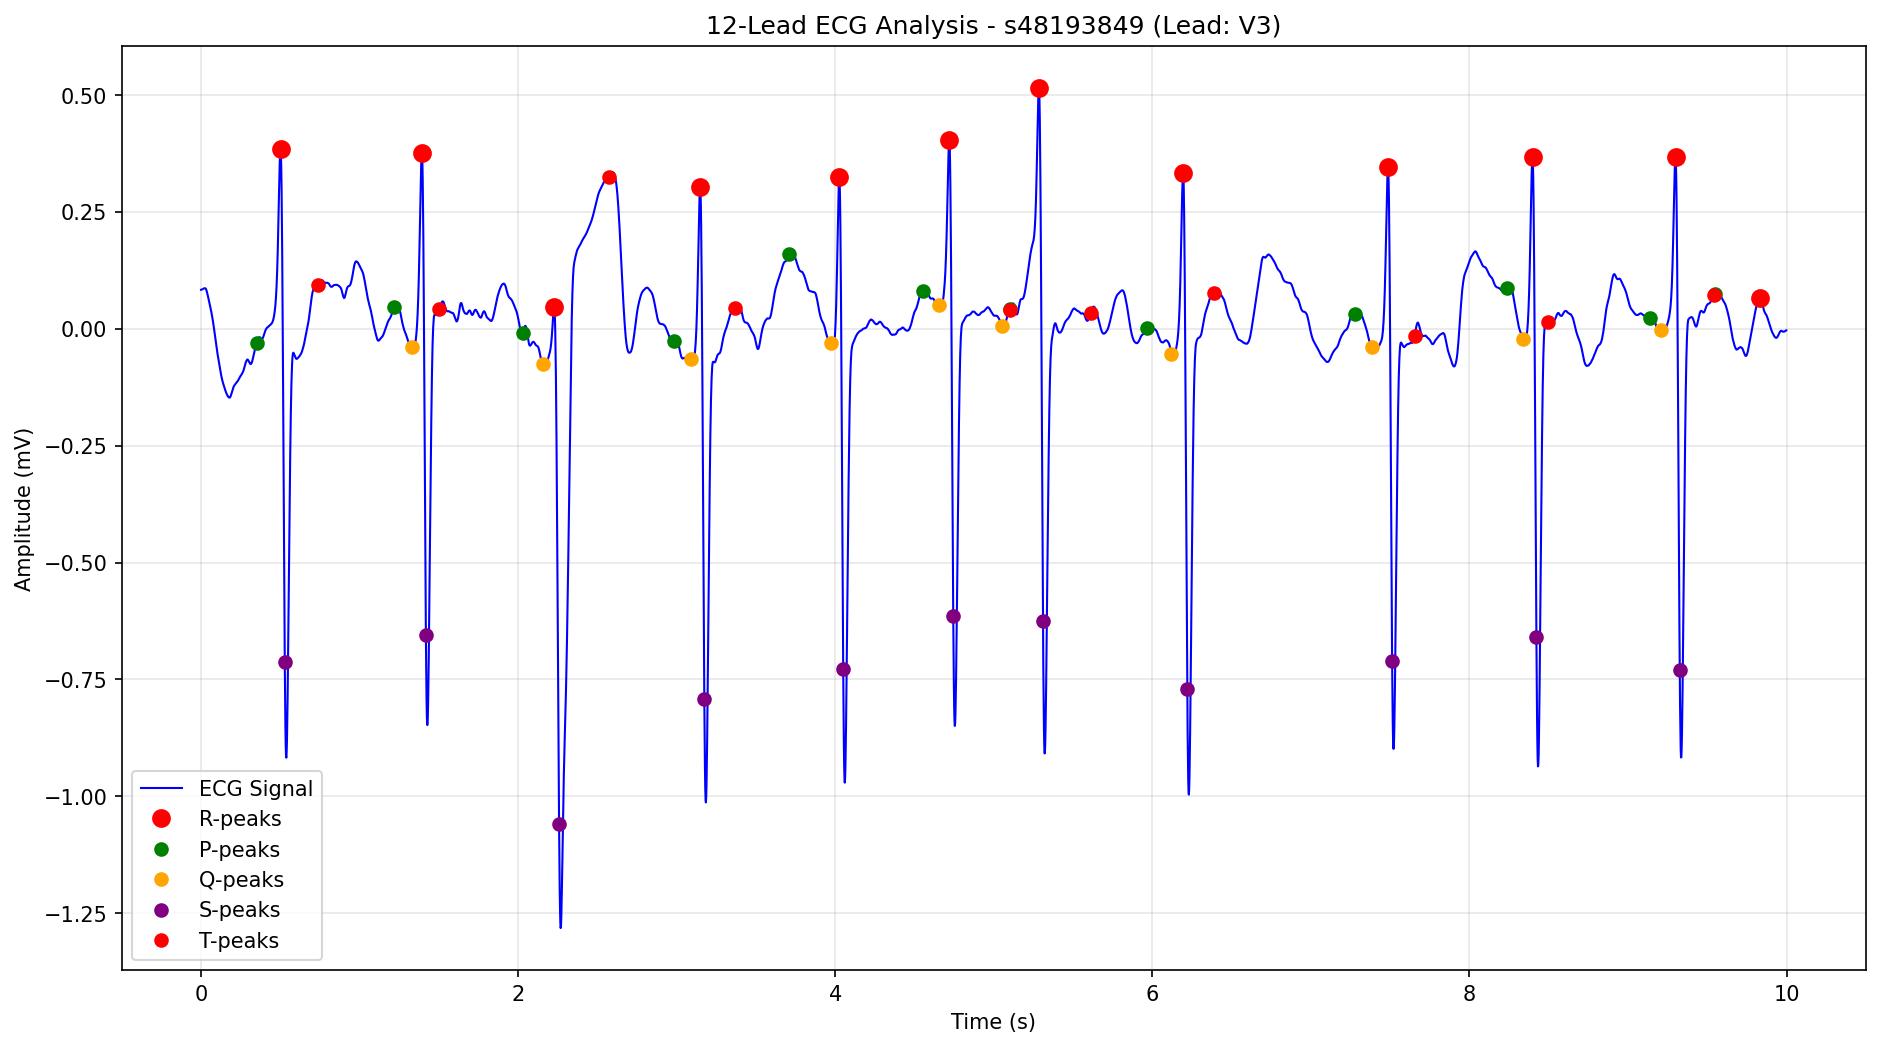 12-Lead ECG Analysis - s48193849 (Lead: V3)
Amplitude (mV)
0.50
0.25
0.00
−0.25
−0.50
−0.75
−1.00
−1.25
ECG Signal
R-peaks
P-peaks
Q-peaks
S-peaks
T-peaks
0 2 4 6 8 10
Time (s)